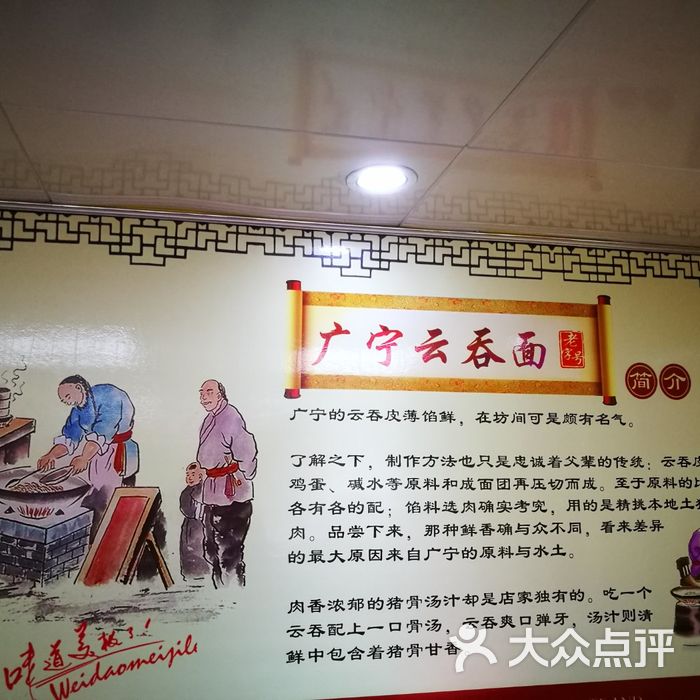 广宁云吞面
老字号
简介
广宁的云吞皮薄馅鲜，在坊间可是颇有名气。
了解之下，制作方法也只是忠诚着父辈的传统：云吞皮
鸡蛋、碱水等原料和成面团再压切而成。至于原料的比
各有各的配；馅料选肉确实考究，用的是精挑本地土猪
肉。品尝下来，那种鲜香确与众不同，看来差异
的最大原因来自广宁的原料与水土。
肉香浓郁的猪骨汤汁却是店家独有的。吃一个
云吞配上一口骨汤，云吞爽口弹牙，汤汁则清
鲜中包含着猪骨甘香
味道美极了！
Weidaomeijile
大众点评